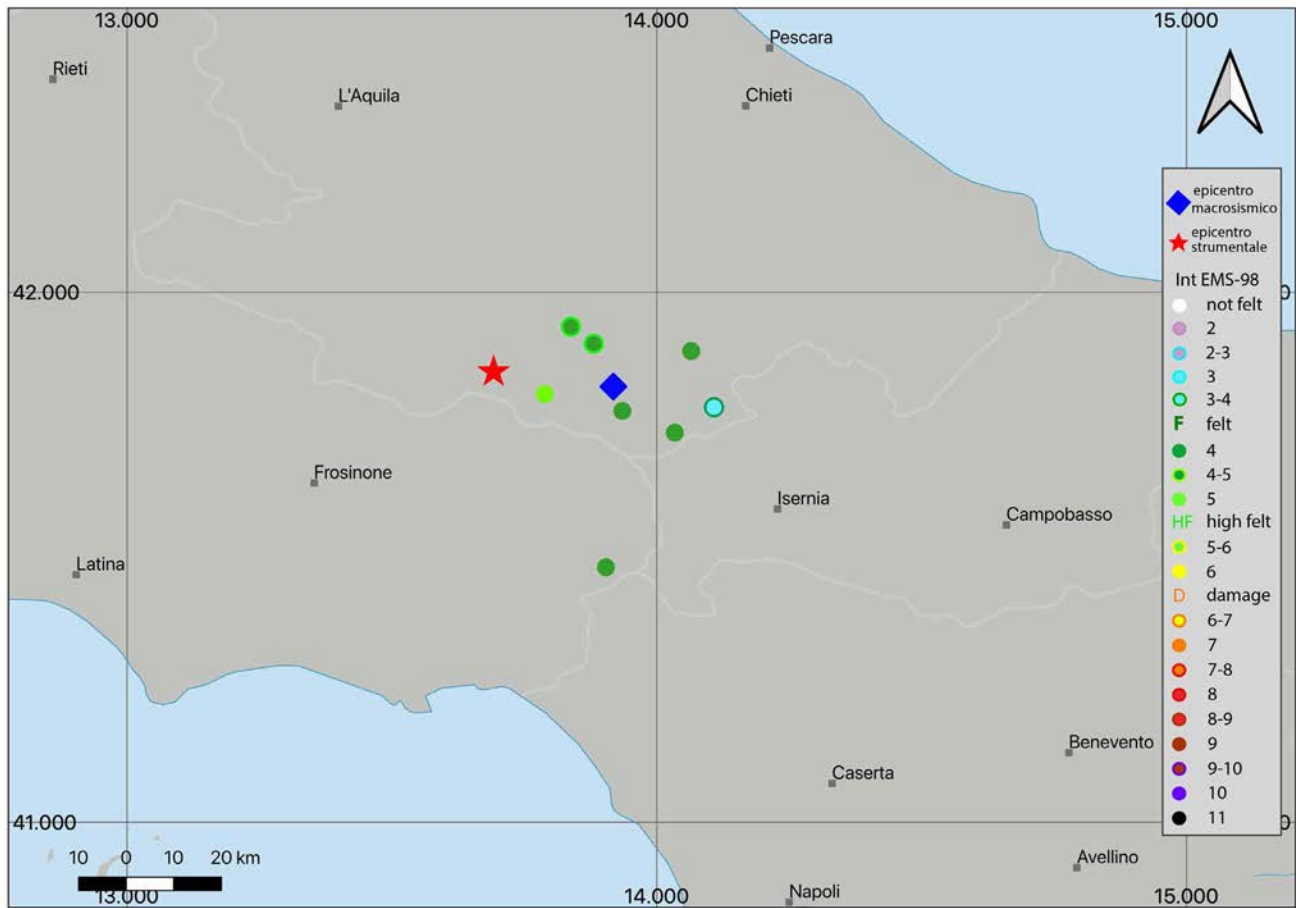 13.000
14.000
15.000
Pescara
Rieti
L'Aquila
Chieti
epicentro
macrosismico
epicentro
strumentale
Int EMS-98
42.000
not felt
2
2-3
3
3-4
F felt
4
4-5
5
HF high felt
5-6
6
D damage
6-7
7
7-8
8
8-9
9
9-10
10
11
Frosinone
Isernia
Campobasso
Latina
Benevento
Caserta
41.000
Avellino
10 0 10 20 km
13.000
14.000
15.000
Napoli